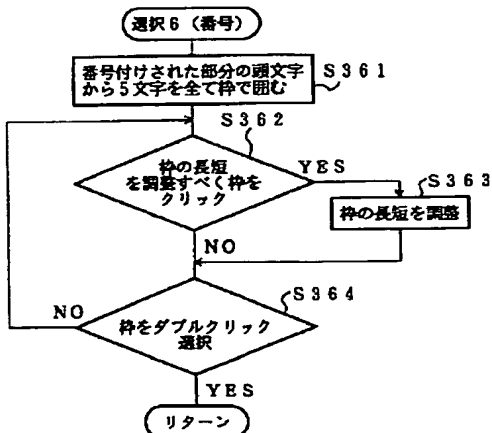 選択6（番号）
番号付けされた部分の頭文字
から5文字を全て枠で囲む
S361
S362
枠の長短
を調整すべく枠を
クリック
YES
S363
枠の長短を調整
NO
S364
NO
枠をダブルクリック
選択
YES
リターン